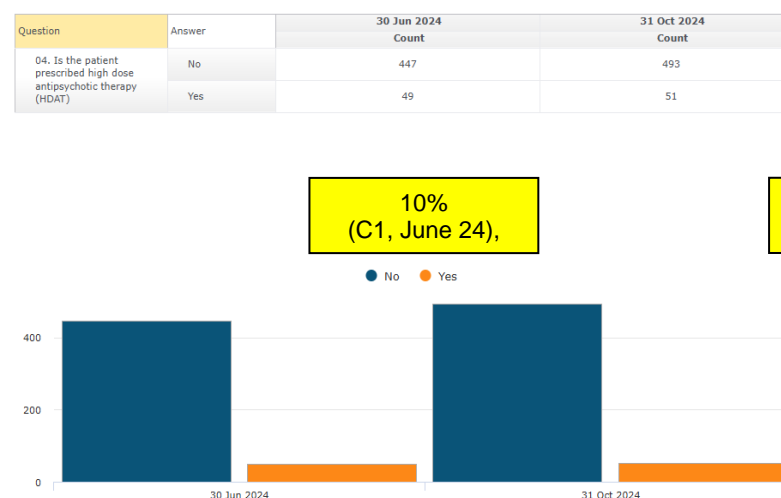 Question Answer 30 Jun 2024 31 Oct 2024
Count Count
04. Is the patient
prescribed high dose
antipsychotic therapy
(HDAT)
No 447 493
Yes 49 51
10%
(C1, June 24),
No Yes
400
200
0
30 Jun 2024 31 Oct 2024